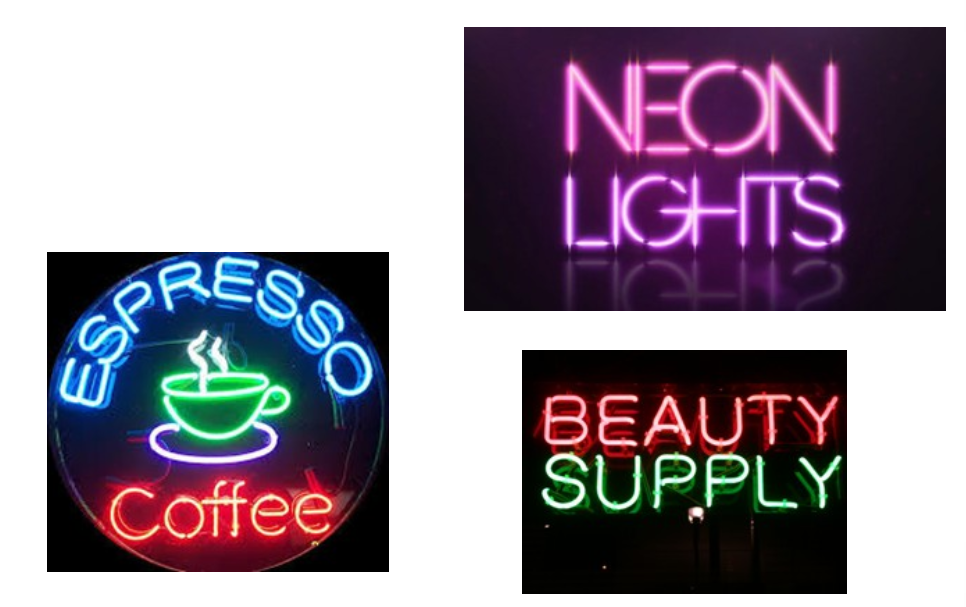 NEON
LIGHTS
ESPRESSO
Coffee
BEAUTY
SUPPLY